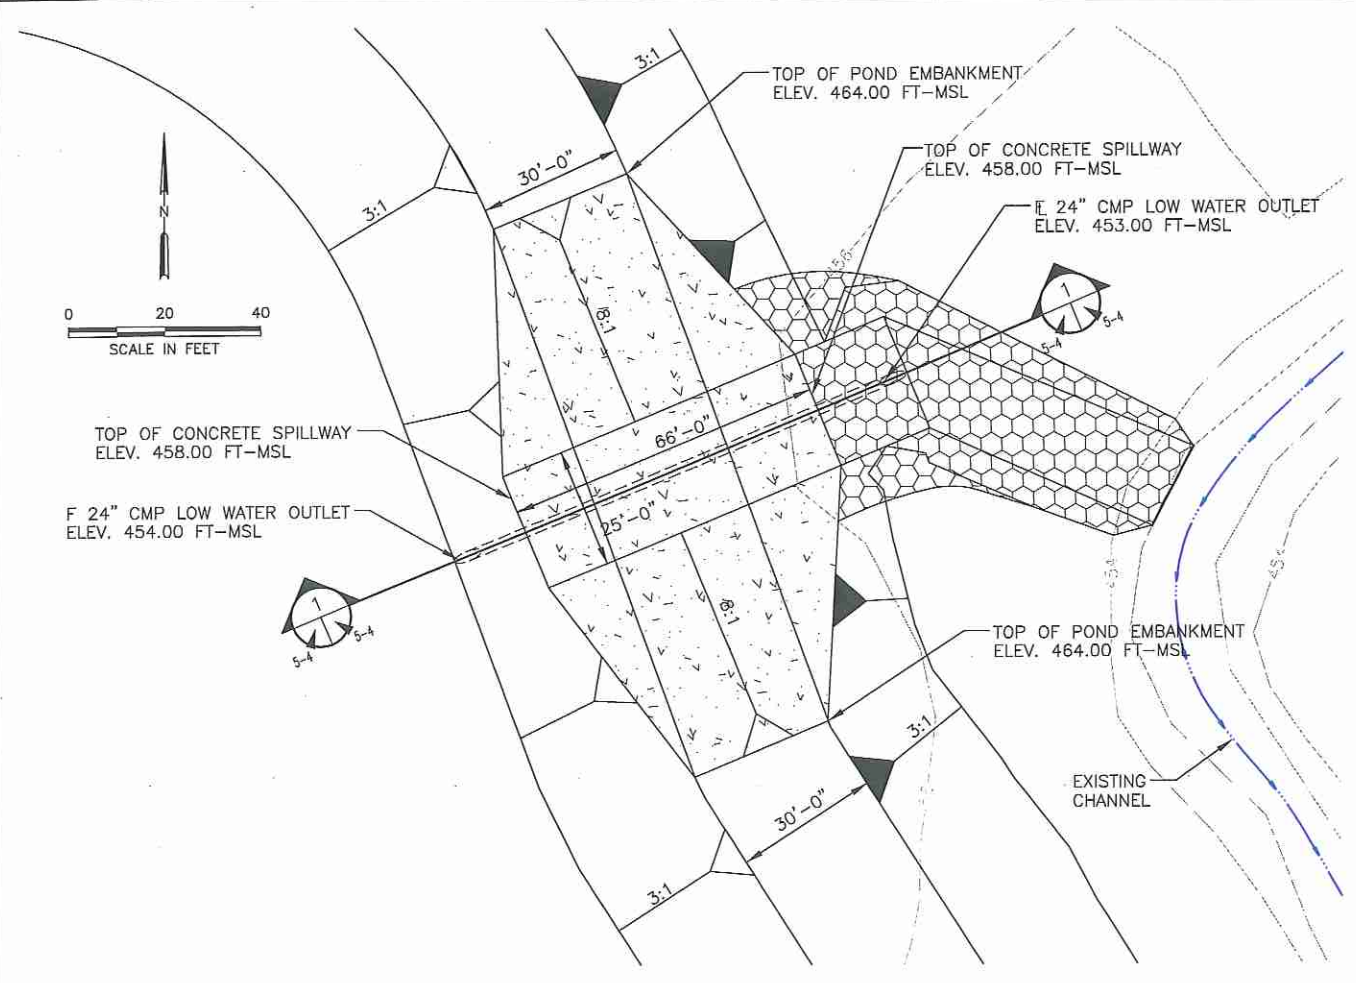 3:1
TOP OF POND EMBANKMENT
ELEV. 464.00 FT-MSL
TOP OF CONCRETE SPILLWAY
ELEV. 458.00 FT-MSL
30'-0"
24" CMP LOW WATER OUTLET
ELEV. 453.00 FT-MSL
N
3:1
456
1
5-4
5-4
0 20 40
SCALE IN FEET
8:1
66'-0"
TOP OF CONCRETE SPILLWAY
ELEV. 458.00 FT-MSL
F 24" CMP LOW WATER OUTLET
ELEV. 454.00 FT-MSL
25'-0"
454
454
1
5-4
5-4
8:1
TOP OF POND EMBANKMENT
ELEV. 464.00 FT-MSL
3:1
EXISTING
CHANNEL
30'-0"
3:1